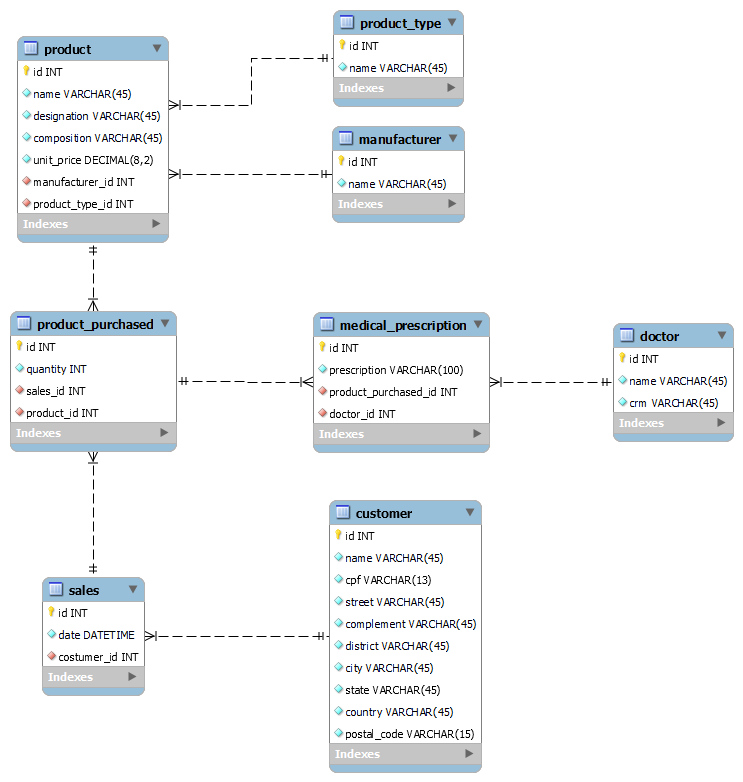 product
id INT
name VARCHAR(45)
designation VARCHAR(45)
composition VARCHAR(45)
unit_price DECIMAL(8,2)
manufacturer_id INT
product_type_id INT
Indexes
product_type
id INT
name VARCHAR(45)
Indexes
manufacturer
id INT
name VARCHAR(45)
Indexes
product_purchased
id INT
quantity INT
sales_id INT
product_id INT
Indexes
medical_prescription
id INT
prescription VARCHAR(100)
product_purchased_id INT
doctor_id INT
Indexes
doctor
id INT
name VARCHAR(45)
crm VARCHAR(45)
Indexes
sales
id INT
date DATETIME
costumer_id INT
Indexes
customer
id INT
name VARCHAR(45)
cpf VARCHAR(13)
street VARCHAR(45)
complement VARCHAR(45)
district VARCHAR(45)
city VARCHAR(45)
state VARCHAR(45)
country VARCHAR(45)
postal_code VARCHAR(15)
Indexes